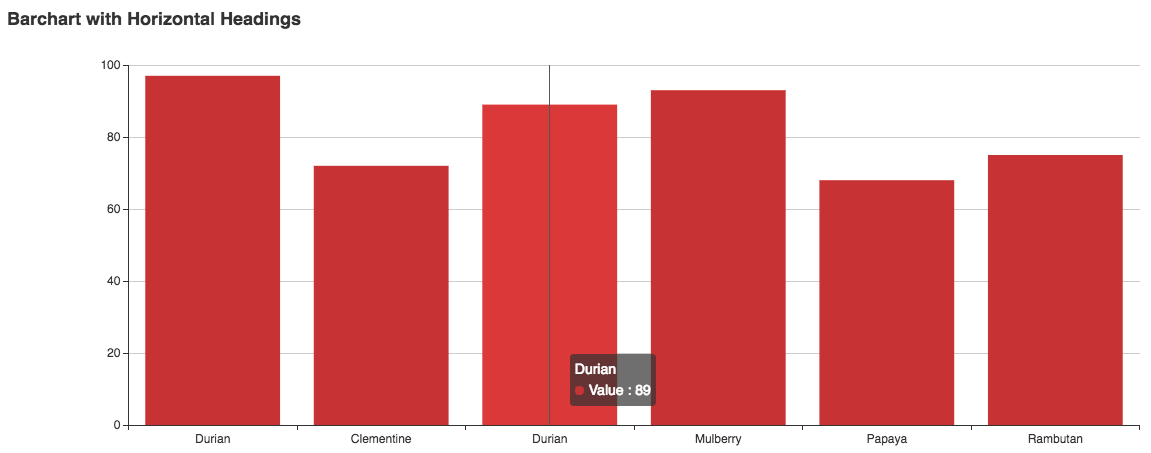 Barchart with Horizontal Headings
100
80
60
40
20
0
Durian
Value : 89
Durian Clementine Durian Mulberry Papaya Rambutan